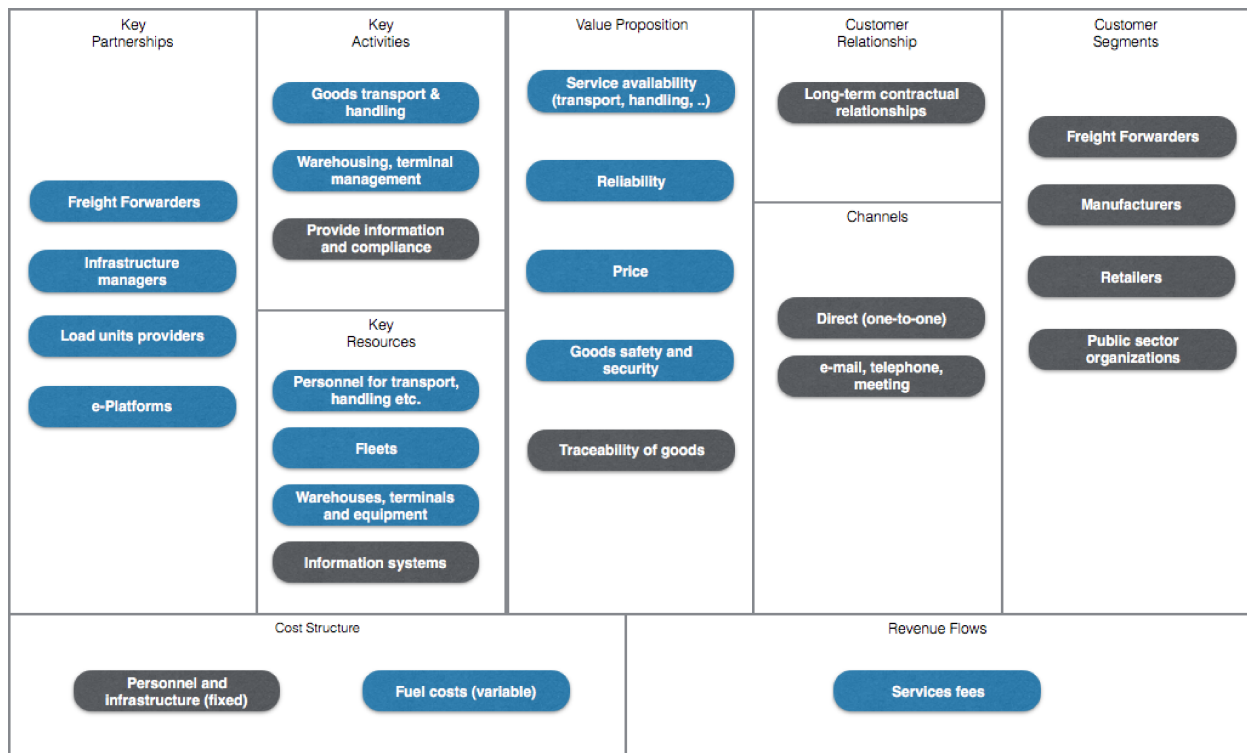 Key
Partnerships
Freight Forwarders
Infrastructure
managers
Load units providers
e-Platforms
Key
Activities
Goods transport &
handling
Warehousing, terminal
management
Provide information
and compliance
Key
Resources
Personnel for transport,
handling etc.
Fleets
Warehouses, terminals
and equipment
Information systems
Value Proposition
Service availability
(transport, handling, ..)
Reliability
Price
Goods safety and
security
Traceability of goods
Customer
Relationship
Long-term contractual
relationships
Channels
Direct (one-to-one)
e-mail, telephone,
meeting
Customer
Segments
Freight Forwarders
Manufacturers
Retailers
Public sector
organizations
Cost Structure
Personnel and
infrastructure (fixed)
Fuel costs (variable)
Revenue Flows
Services fees